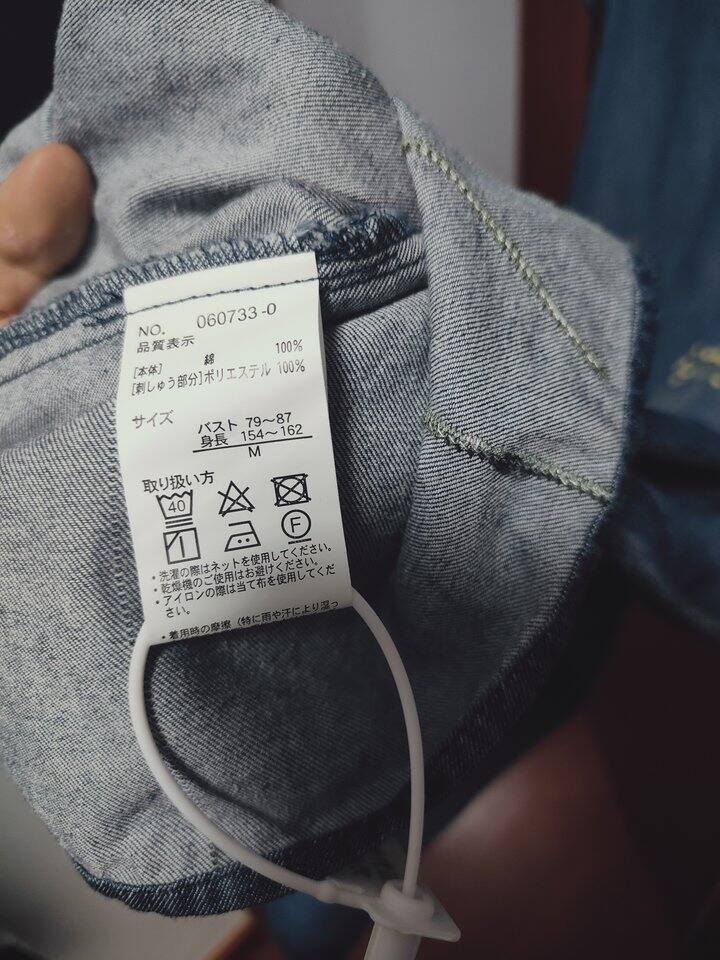 NO. 060733-0
品質表示
[本体] 綿 100%
[刺しゅう部分]ポリエステル 100%
サイズ
バスト 79〜87
身長 154〜162
M
取り扱い方
40
F
・洗濯の際はネットを使用してください。
・乾燥機のご使用はお避けください。
・アイロンの際は当て布を使用してくだ
さい。
・着用時の摩擦（特に雨や汗により湿っ